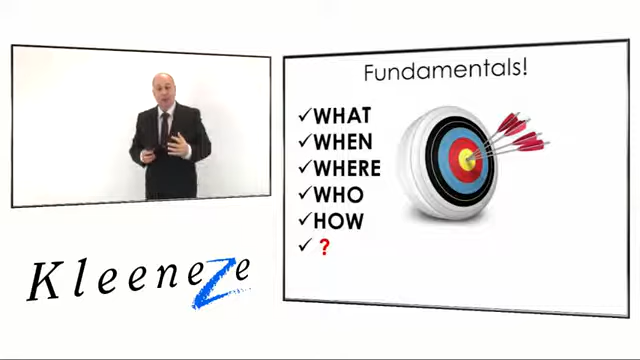 Fundamentals!
✓WHAT
✓WHEN
✓WHERE
✓WHO
✓HOW
✓ ?
Kleeneze